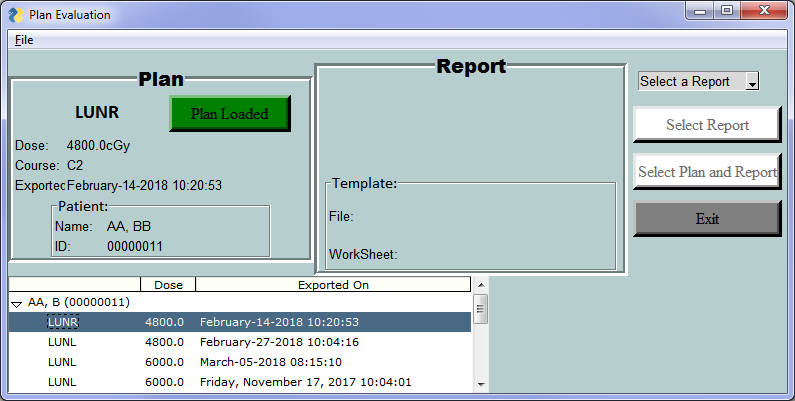 Plan Evaluation
File
Plan
LUNR
Plan Loaded
Dose: 4800.0cGy
Course: C2
Exported February-14-2018 10:20:53
Patient:
Name: AA, BB
ID: 00000011
Report
Template:
File:
WorkSheet:
Select a Report
Select Report
Select Plan and Report
Exit
Dose Exported On
AA, B (00000011)
LUNR 4800.0 February-14-2018 10:20:53
LUNL 4800.0 February-27-2018 10:04:16
LUNL 6000.0 March-05-2018 08:15:10
LUNL 6000.0 Friday, November 17, 2017 10:04:01